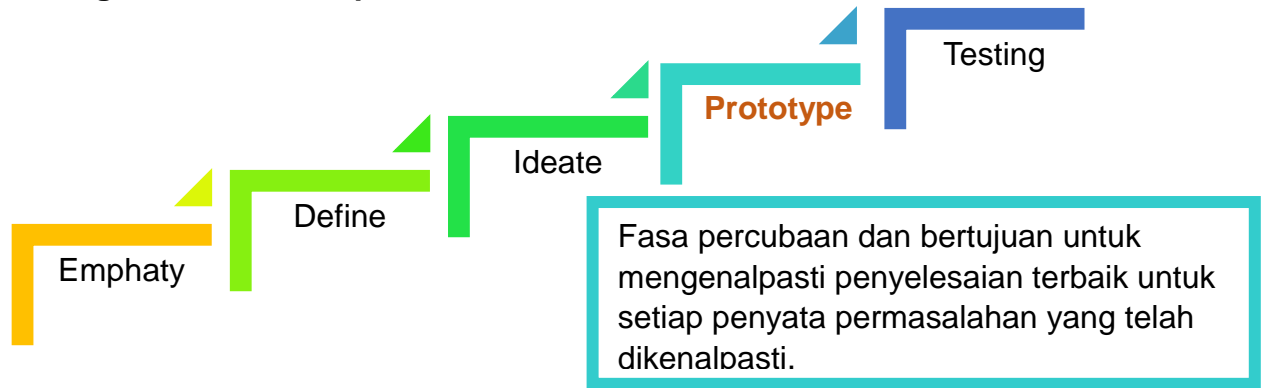 Testing
Prototype
Ideate
Define
Emphaty
Fasa percubaan dan bertujuan untuk
mengenalpasti penyelesaian terbaik untuk
setiap penyata permasalahan yang telah
dikenalpasti.